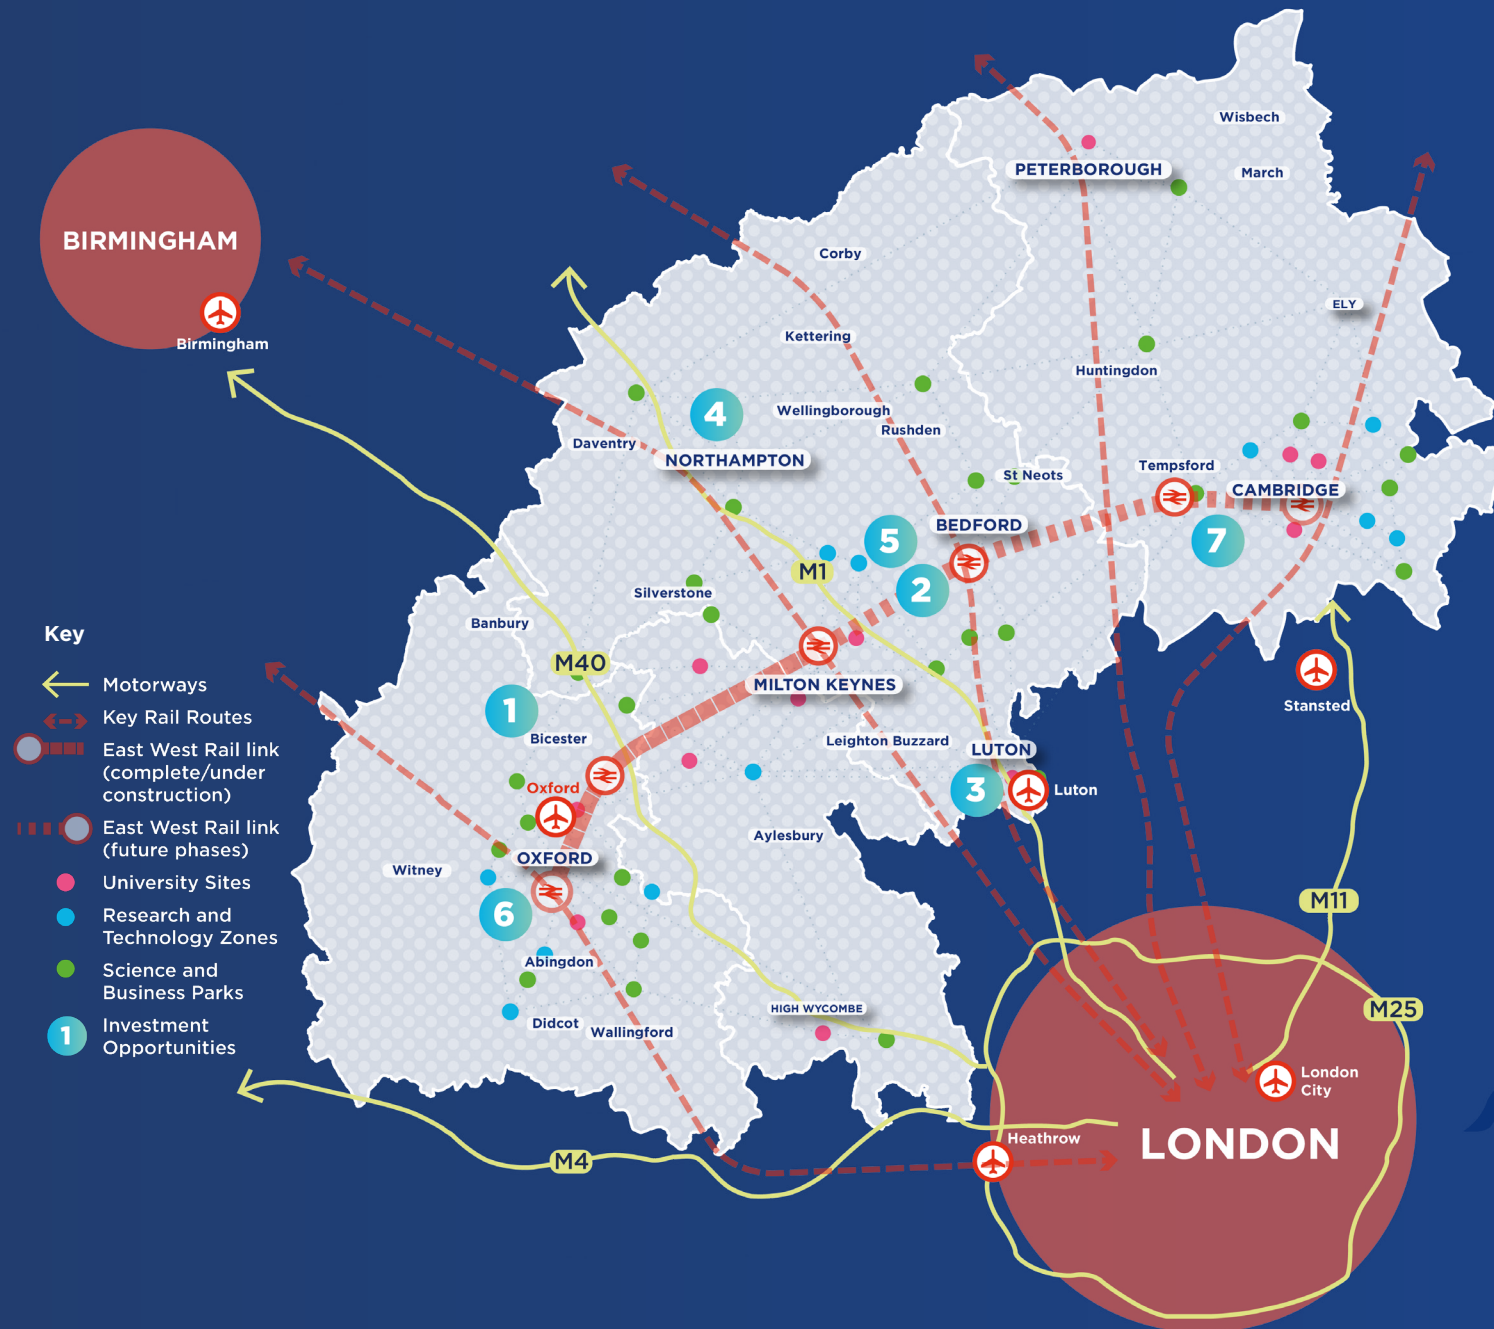 Wisbech
PETERBOROUGH
March
BIRMINGHAM
Corby
ELY
Birmingham
Kettering
Huntingdon
4
Wellingborough
Rushden
Daventry
NORTHAMPTON
Tempsford
St Neots
CAMBRIDGE
BEDFORD
5
7
M1
2
Silverstone
Banbury
M40
MILTON KEYNES
1
Bicester
Leighton Buzzard
LUTON
Stansted
Oxford
3
Luton
Aylesbury
OXFORD
Witney
6
M11
Abingdon
HIGH WYCOMBE
M25
Didcot
Wallingford
London
City
Heathrow
LONDON
M4
Key
Motorways
Key Rail Routes
East West Rail link
(complete/under
construction)
East West Rail link
(future phases)
University Sites
Research and
Technology Zones
Science and
Business Parks
1
Investment
Opportunities